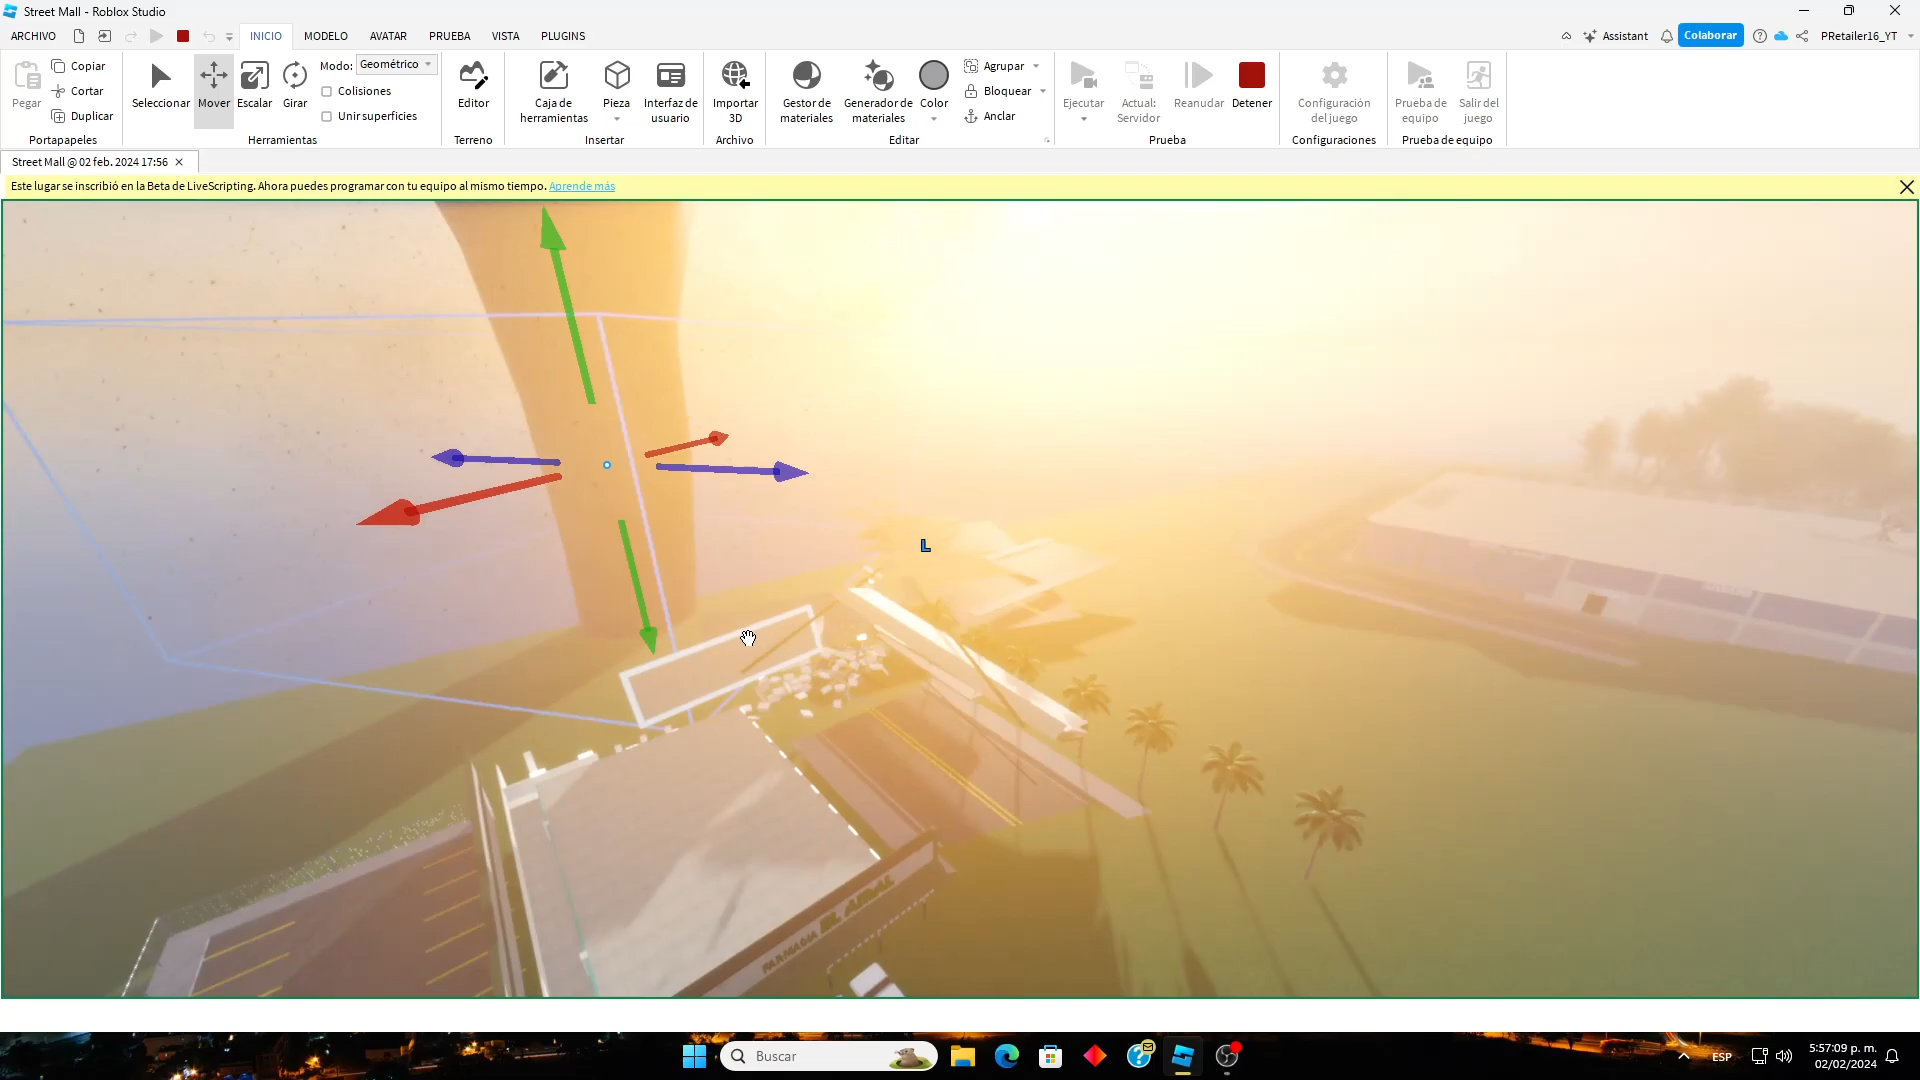 Street Mall - Roblox Studio
ARCHIVO INICIO MODELO AVATAR PRUEBA VISTA PLUGINS Assistant Colaborar PRetailer16_YT
Pegar
Copiar
Cortar
Duplicar
Portapapeles
Seleccionar Mover Escalar Girar
Modo: Geométrico
Colisiones
Unir superficies
Herramientas
Editor
Terreno
Caja de
herramientas
Pieza
Interfaz de
usuario
Insertar
Importar
3D
Archivo
Gestor de
materiales
Generador de
materiales
Color
Agrupar
Bloquear
Anclar
Editar
Ejecutar
Actual:
Servidor
Reanudar
Detener
Prueba
Configuración
del juego
Configuraciones
Prueba de
equipo
Salir del
juego
Prueba de equipo
Street Mall @ 02 feb. 2024 17:56
Este lugar se inscribió en la Beta de LiveScripting. Ahora puedes programar con tu equipo al mismo tiempo. Aprende más
L
FARMACIA
Buscar
ESP
5:57:09 p. m.
02/02/2024